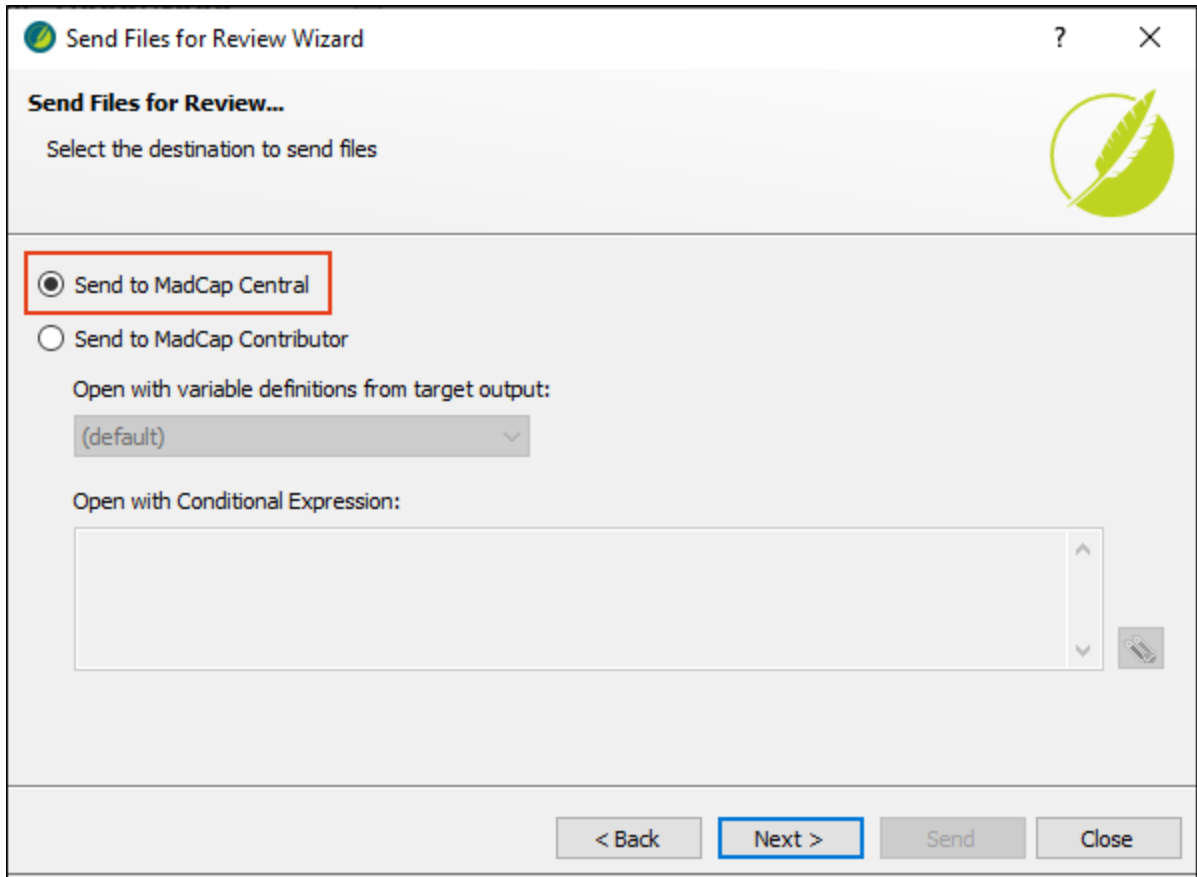 Send Files for Review Wizard
?
Send Files for Review...
Select the destination to send files
Send to MadCap Central
Send to MadCap Contributor
Open with variable definitions from target output:
(default)
Open with Conditional Expression:
< Back Next > Send Close